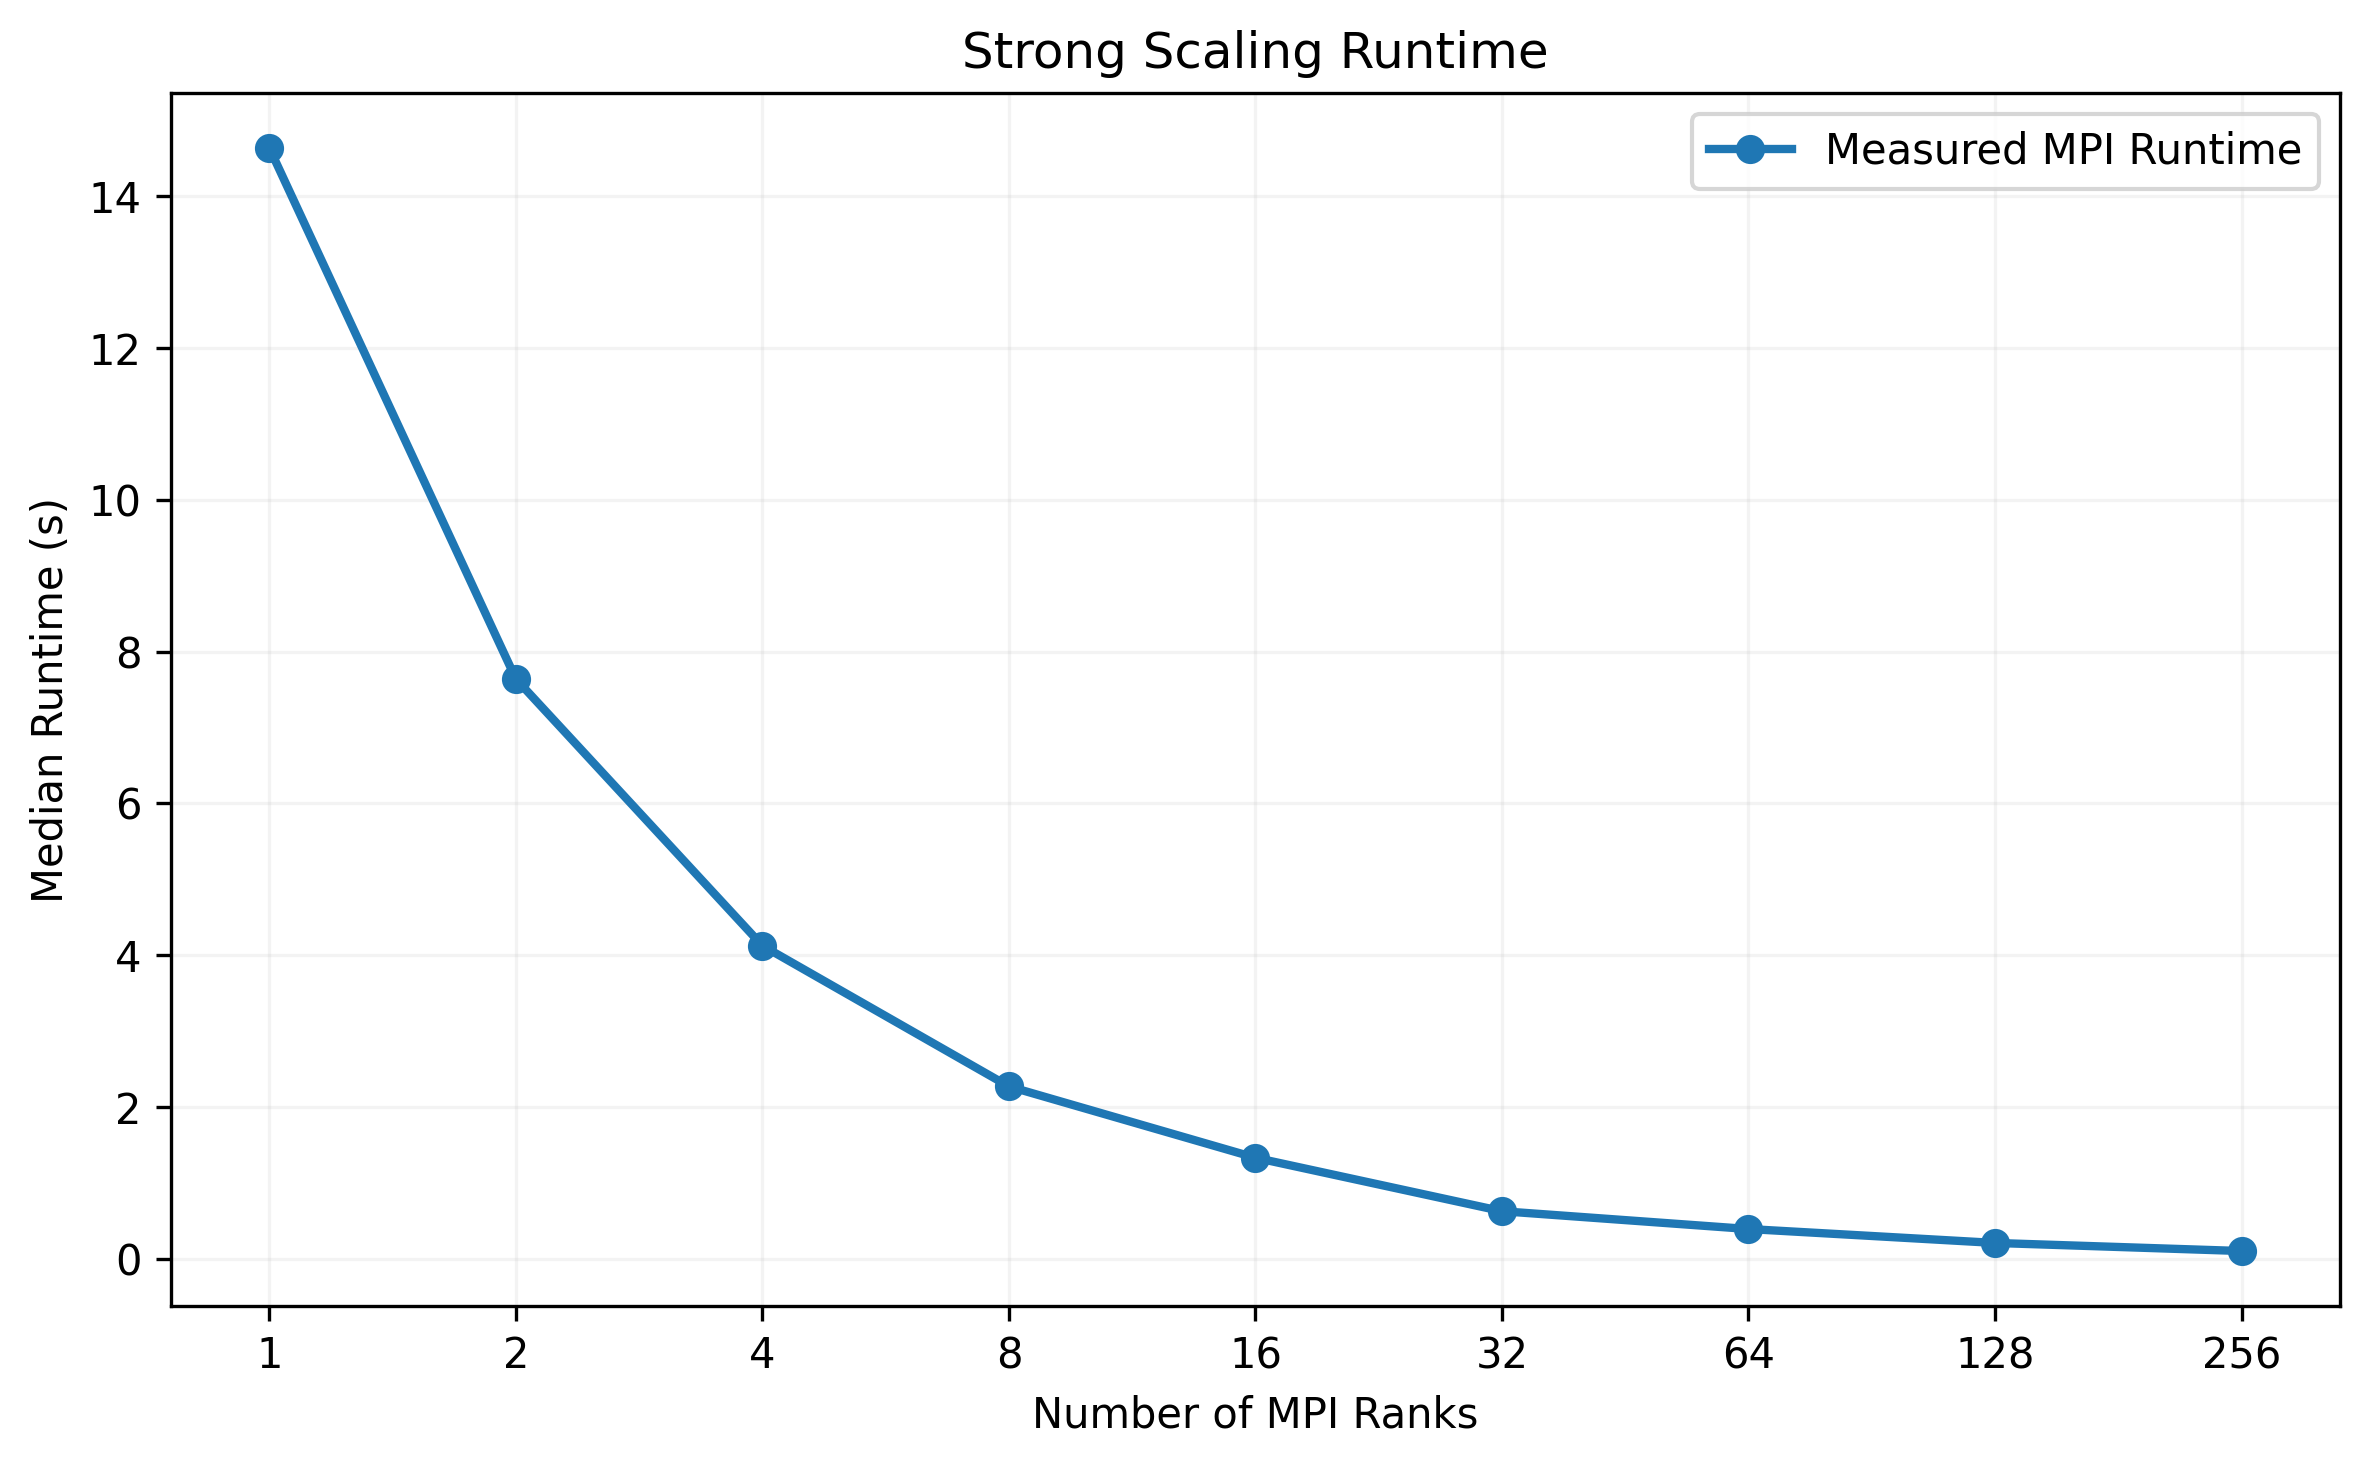 Strong Scaling Runtime
Measured MPI Runtime
Median Runtime (s)
14
12
10
8
6
4
2
0
1 2 4 8 16 32 64 128 256
Number of MPI Ranks